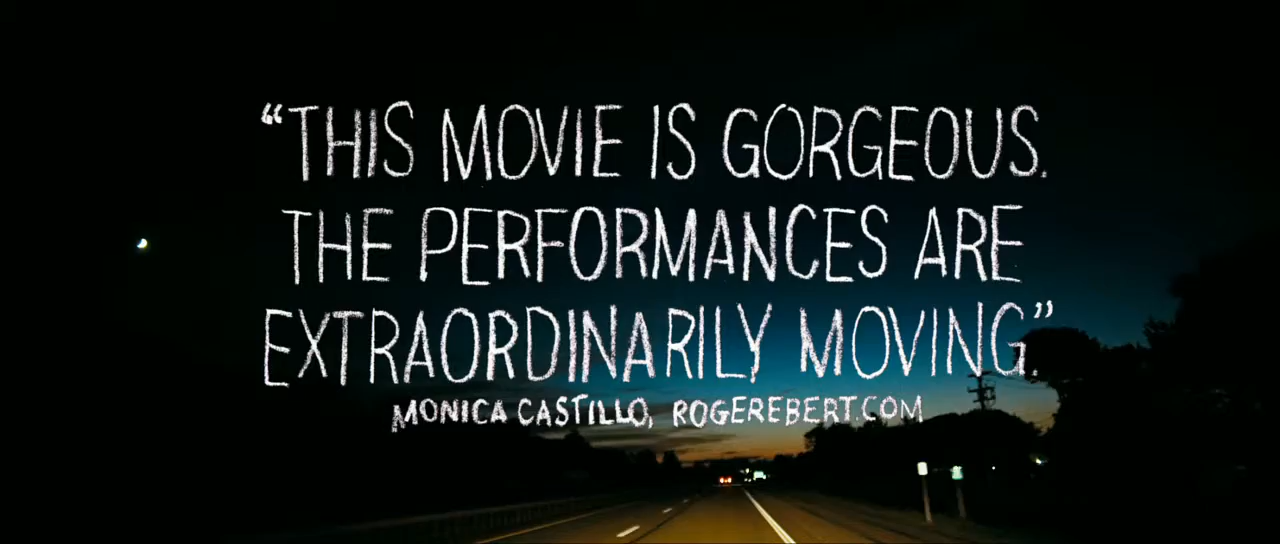 “THIS MOVIE IS GORGEOUS.
THE PERFORMANCES ARE
EXTRAORDINARILY MOVING.”
MONICA CASTILLO, ROGEREBERT.COM